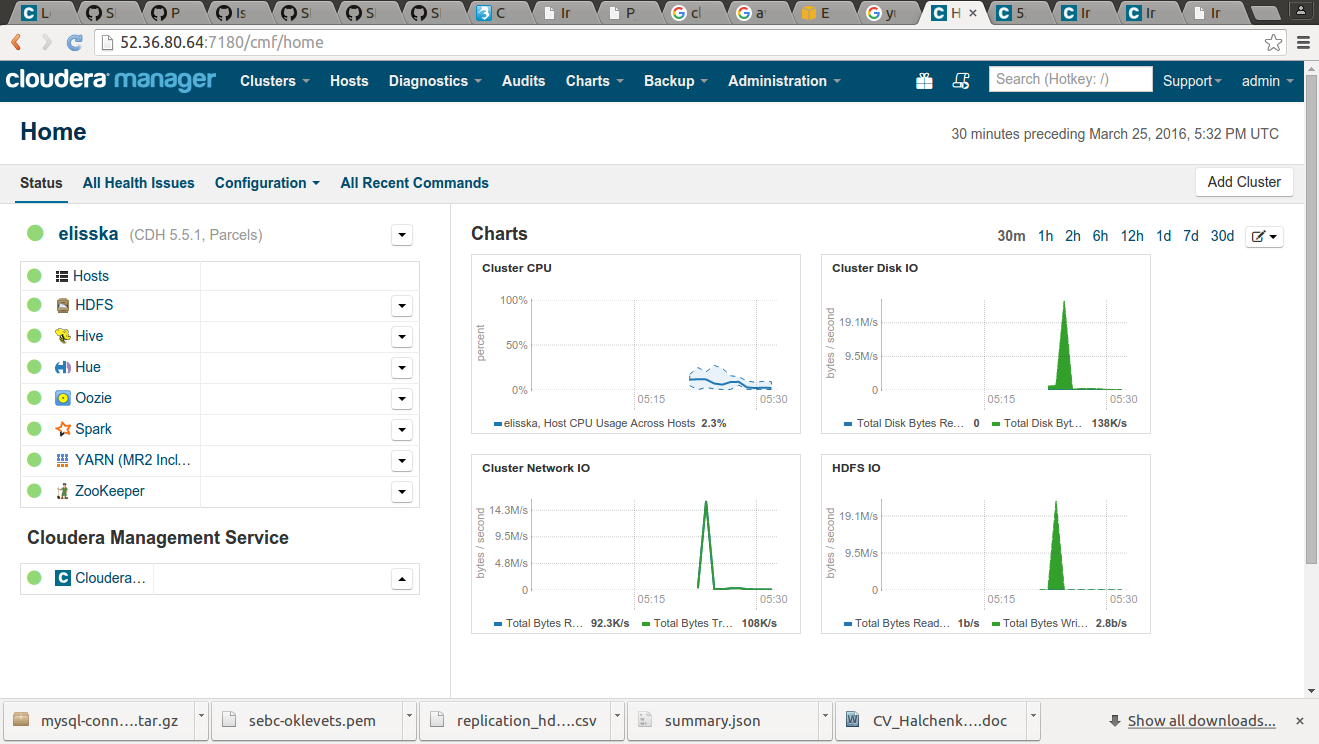 L
S
P
Is
S
S
S
C
Ir
P
cl
a
E
yu
H
5
Ir
Ir
Ir
52.36.80.64:7180/cmf/home
cloudera manager Clusters Hosts Diagnostics Audits Charts Backup Administration Search (Hotkey: /) Support admin
Home
30 minutes preceding March 25, 2016, 5:32 PM UTC
Status All Health Issues Configuration All Recent Commands Add Cluster
elisska (CDH 5.5.1, Parcels)
Hosts
HDFS
Hive
Hue
Oozie
Spark
YARN (MR2 Incl...
ZooKeeper
Cloudera Management Service
C Cloudera...
Charts
30m 1h 2h 6h 12h 1d 7d 30d
Cluster CPU
percent
100%
50%
0%
05:15 05:30
elisska, Host CPU Usage Across Hosts 2.3%
Cluster Disk IO
bytes / second
19.1M/s
9.5M/s
0
05:15 05:30
Total Disk Bytes Re... 0 Total Disk Byt... 138K/s
Cluster Network IO
bytes / second
14.3M/s
9.5M/s
4.8M/s
0
05:15 05:30
Total Bytes R... 92.3K/s Total Bytes Tr... 108K/s
HDFS IO
bytes / second
19.1M/s
9.5M/s
0
05:15 05:30
Total Bytes Read... 1b/s Total Bytes Wri... 2.8b/s
mysql-conn....tar.gz
sebc-oklevets.pem
replication_hd....csv
summary.json
CV_Halchenk....doc
Show all downloads...